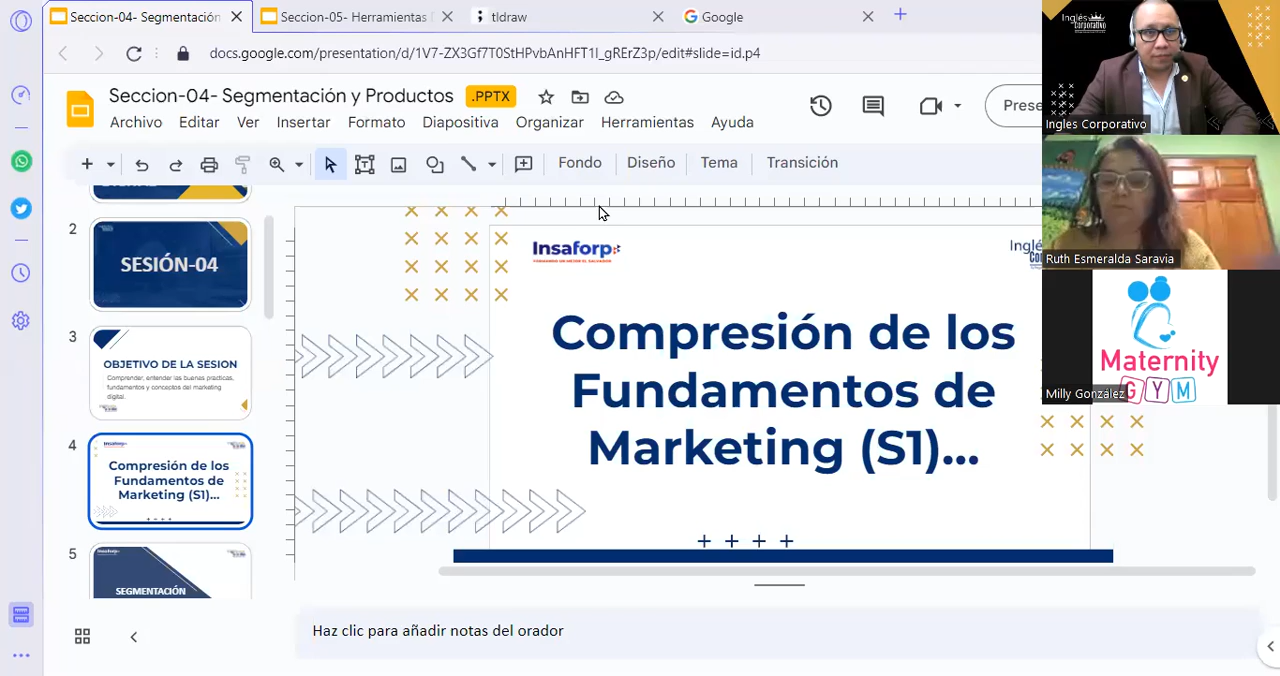 Seccion-04- Segmentación
Seccion-05- Herramientas
tldraw
Google
docs.google.com/presentation/d/1V7-ZX3Gf7T0StHPvbAnHFT1l_gRErZ3p/edit#slide=id.p4
Seccion-04- Segmentación y Productos
.PPTX
Archivo
Editar
Ver
Insertar
Formato
Diapositiva
Organizar
Herramientas
Ayuda
Fondo
Diseño
Tema
Transición
2
SESIÓN-04
3
OBJETIVO DE LA SESION
Comprender, entender las buenas practicas,
fundamentos y conceptos del marketing
digital.
4
Compresión de los
Fundamentos de
Marketing (S1)...
5
SEGMENTACIÓN
Insaforp
Compresión de los
Fundamentos de
Marketing (S1)...
Haz clic para añadir notas del orador
Inglés
Corporativo
Ingles Corporativo
Ruth Esmeralda Saravia
Maternity
GYM
Milly González